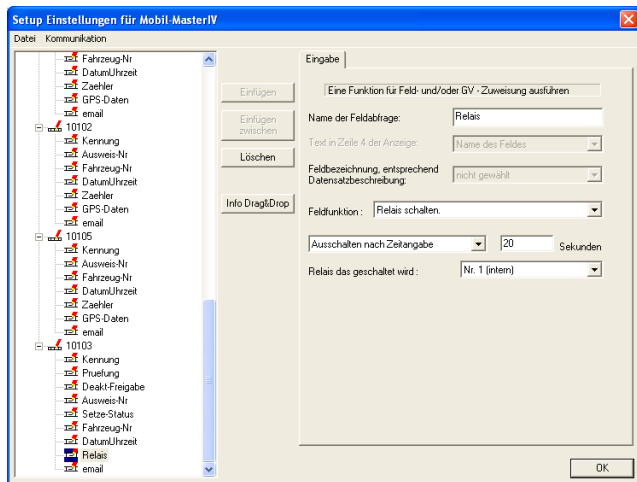 Setup Einstellungen für Mobil-MasterIV
Datei Kommunikation
Fahrzeug-Nr
DatumUhrzeit
Zaehler
GPS-Daten
email
10102
Kennung
Ausweis-Nr
Fahrzeug-Nr
DatumUhrzeit
Zaehler
GPS-Daten
email
10105
Kennung
Ausweis-Nr
Fahrzeug-Nr
DatumUhrzeit
Zaehler
GPS-Daten
email
10103
Kennung
Pruefung
Deakt-Freigabe
Ausweis-Nr
Setze-Status
Fahrzeug-Nr
DatumUhrzeit
Relais
email
Einfügen
Einfügen
zwischen
Löschen
Info Drag&Drop
Eingabe
Eine Funktion für Feld- und/oder GV - Zuweisung ausführen
Name der Feldabfrage: Relais
Text in Zeile 4 der Anzeige: Name des Feldes
Feldbezeichnung, entsprechend
Datensatzbeschreibung: nicht gewählt
Feldfunktion : Relais schalten.
Ausschalten nach Zeitangabe 20 Sekunden
Relais das geschaltet wird : Nr. 1 (intern)
OK